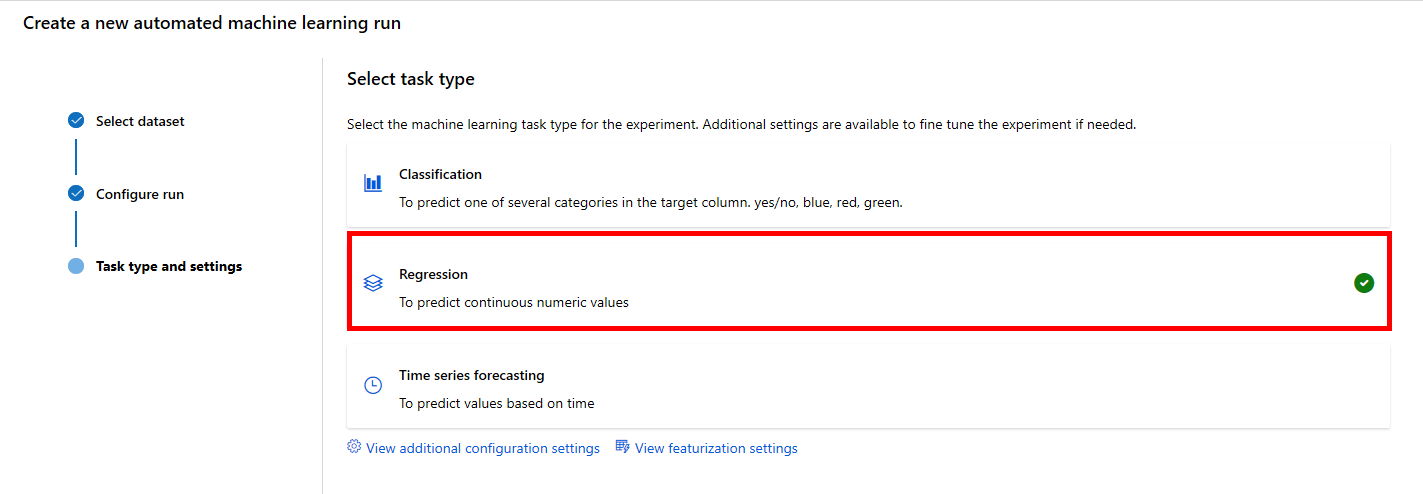 Create a new automated machine learning run
Select dataset
Configure run
Task type and settings
Select task type
Select the machine learning task type for the experiment. Additional settings are available to fine tune the experiment if needed.
Classification
To predict one of several categories in the target column. yes/no, blue, red, green.
Regression
To predict continuous numeric values
Time series forecasting
To predict values based on time
View additional configuration settings View featurization settings